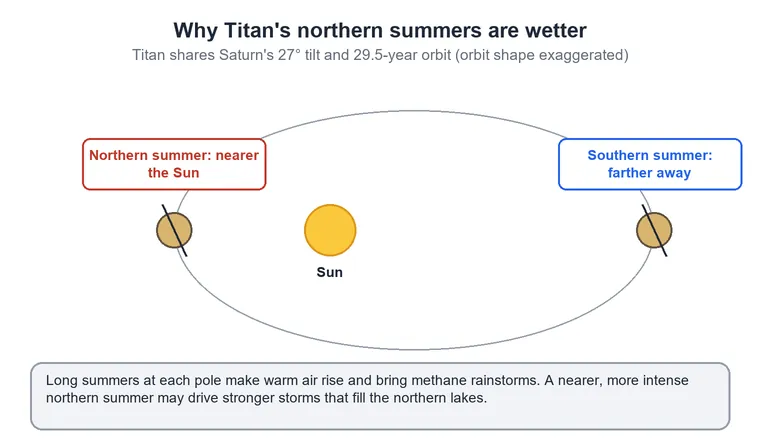 Why Titan's northern summers are wetter
Titan shares Saturn's 27° tilt and 29.5-year orbit (orbit shape exaggerated)
Northern summer: nearer
the Sun
Southern summer:
farther away
Sun
Long summers at each pole make warm air rise and bring methane rainstorms. A nearer, more intense
northern summer may drive stronger storms that fill the northern lakes.